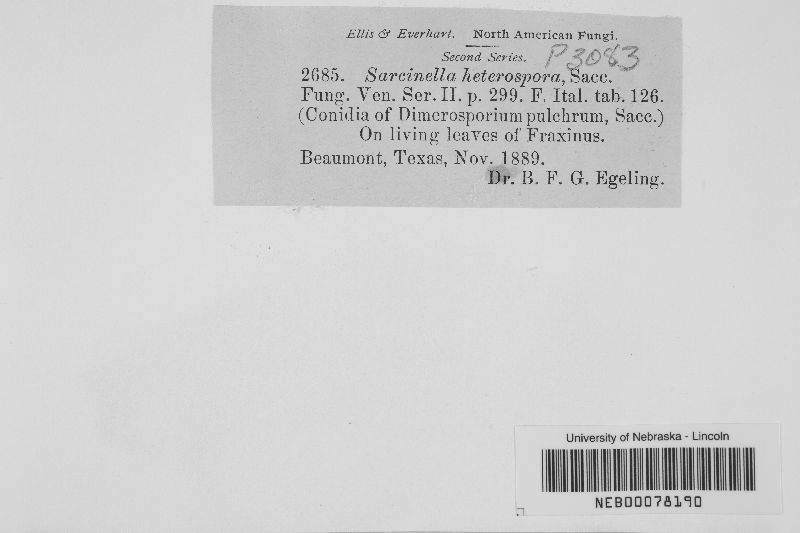 Ellis & Everhart. North American Fungi.
Second Series. P3083
2685. Sarcinella heterospora, Sacc.
Fung. Ven. Ser. II. p. 299. F. Ital. tab. 126.
(Conidia of Dimerosporium pulchrum, Sacc.)
On living leaves of Fraxinus.
Beaumont, Texas, Nov. 1889.
Dr. B. F. G. Egeling.
University of Nebraska - Lincoln
NEB00078190